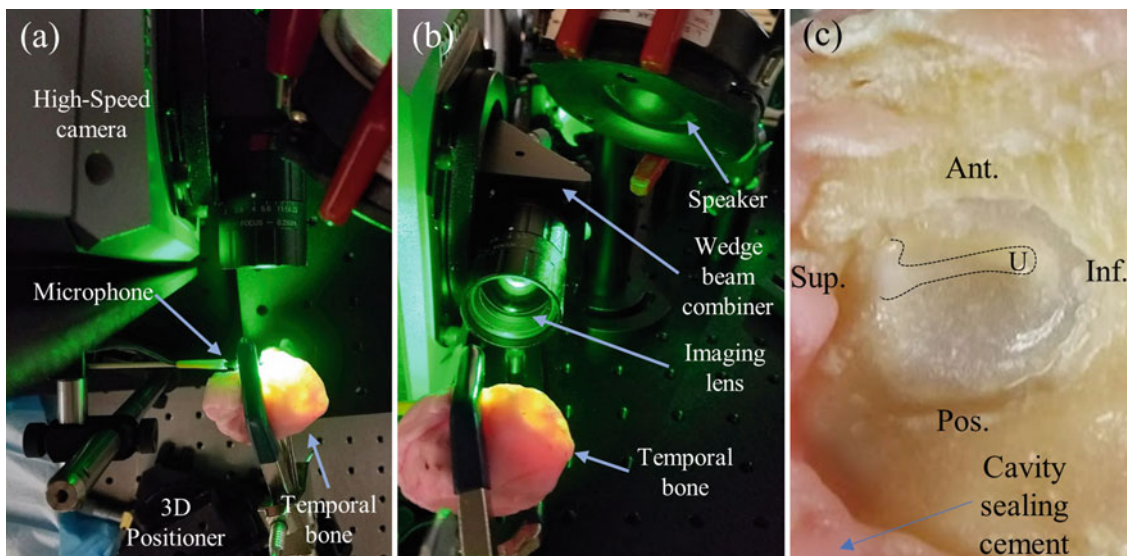 (a)
High-Speed
camera
Microphone
3D
Positioner
Temporal
bone
(b)
Speaker
Wedge
beam
combiner
Imaging
lens
Temporal
bone
(c)
Ant.
Sup.
U
Inf.
Pos.
Cavity
sealing
cement